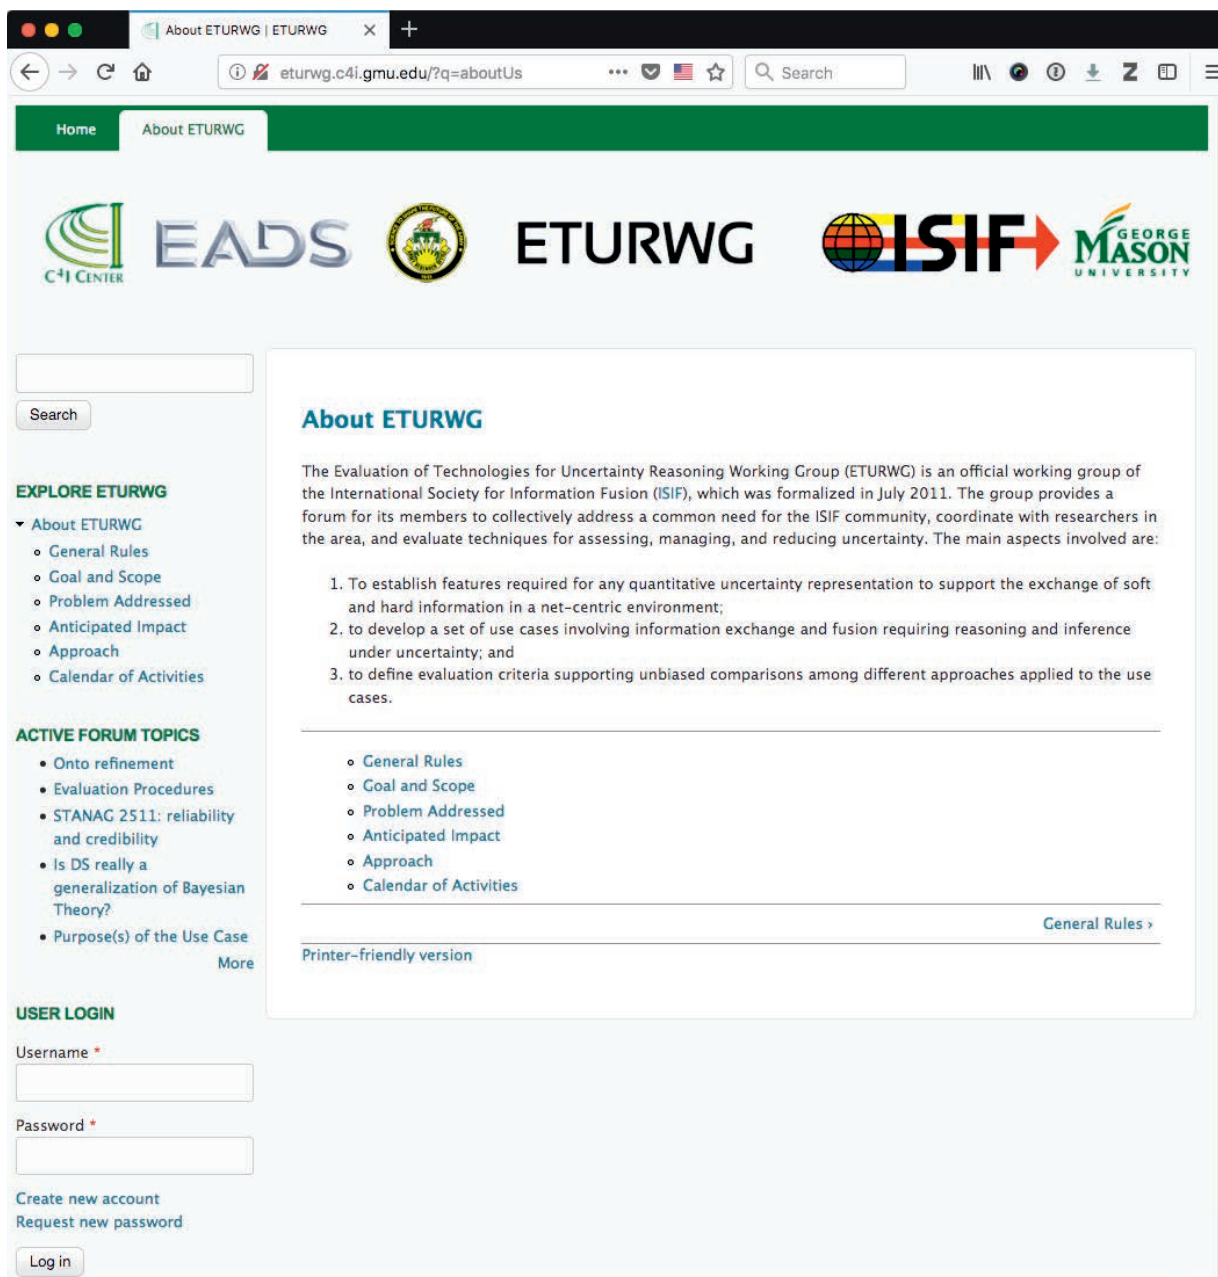 About ETURWG | ETURWG
eturwg.c4i.gmu.edu/?q=aboutUs
Search
Home
About ETURWG
C4I CENTER
EADS
ETURWG
ISIF
GEORGE
MASON
UNIVERSITY
Search
EXPLORE ETURWG
About ETURWG
General Rules
Goal and Scope
Problem Addressed
Anticipated Impact
Approach
Calendar of Activities
ACTIVE FORUM TOPICS
Onto refinement
Evaluation Procedures
STANAG 2511: reliability
and credibility
Is DS really a
generalization of Bayesian
Theory?
Purpose(s) of the Use Case
More
USER LOGIN
Username *
Password *
Create new account
Request new password
Log in
About ETURWG
The Evaluation of Technologies for Uncertainty Reasoning Working Group (ETURWG) is an official working group of
the International Society for Information Fusion (ISIF), which was formalized in July 2011. The group provides a
forum for its members to collectively address a common need for the ISIF community, coordinate with researchers in
the area, and evaluate techniques for assessing, managing, and reducing uncertainty. The main aspects involved are:
1. To establish features required for any quantitative uncertainty representation to support the exchange of soft
and hard information in a net-centric environment;
2. to develop a set of use cases involving information exchange and fusion requiring reasoning and inference
under uncertainty; and
3. to define evaluation criteria supporting unbiased comparisons among different approaches applied to the use
cases.
General Rules
Goal and Scope
Problem Addressed
Anticipated Impact
Approach
Calendar of Activities
General Rules ›
Printer-friendly version